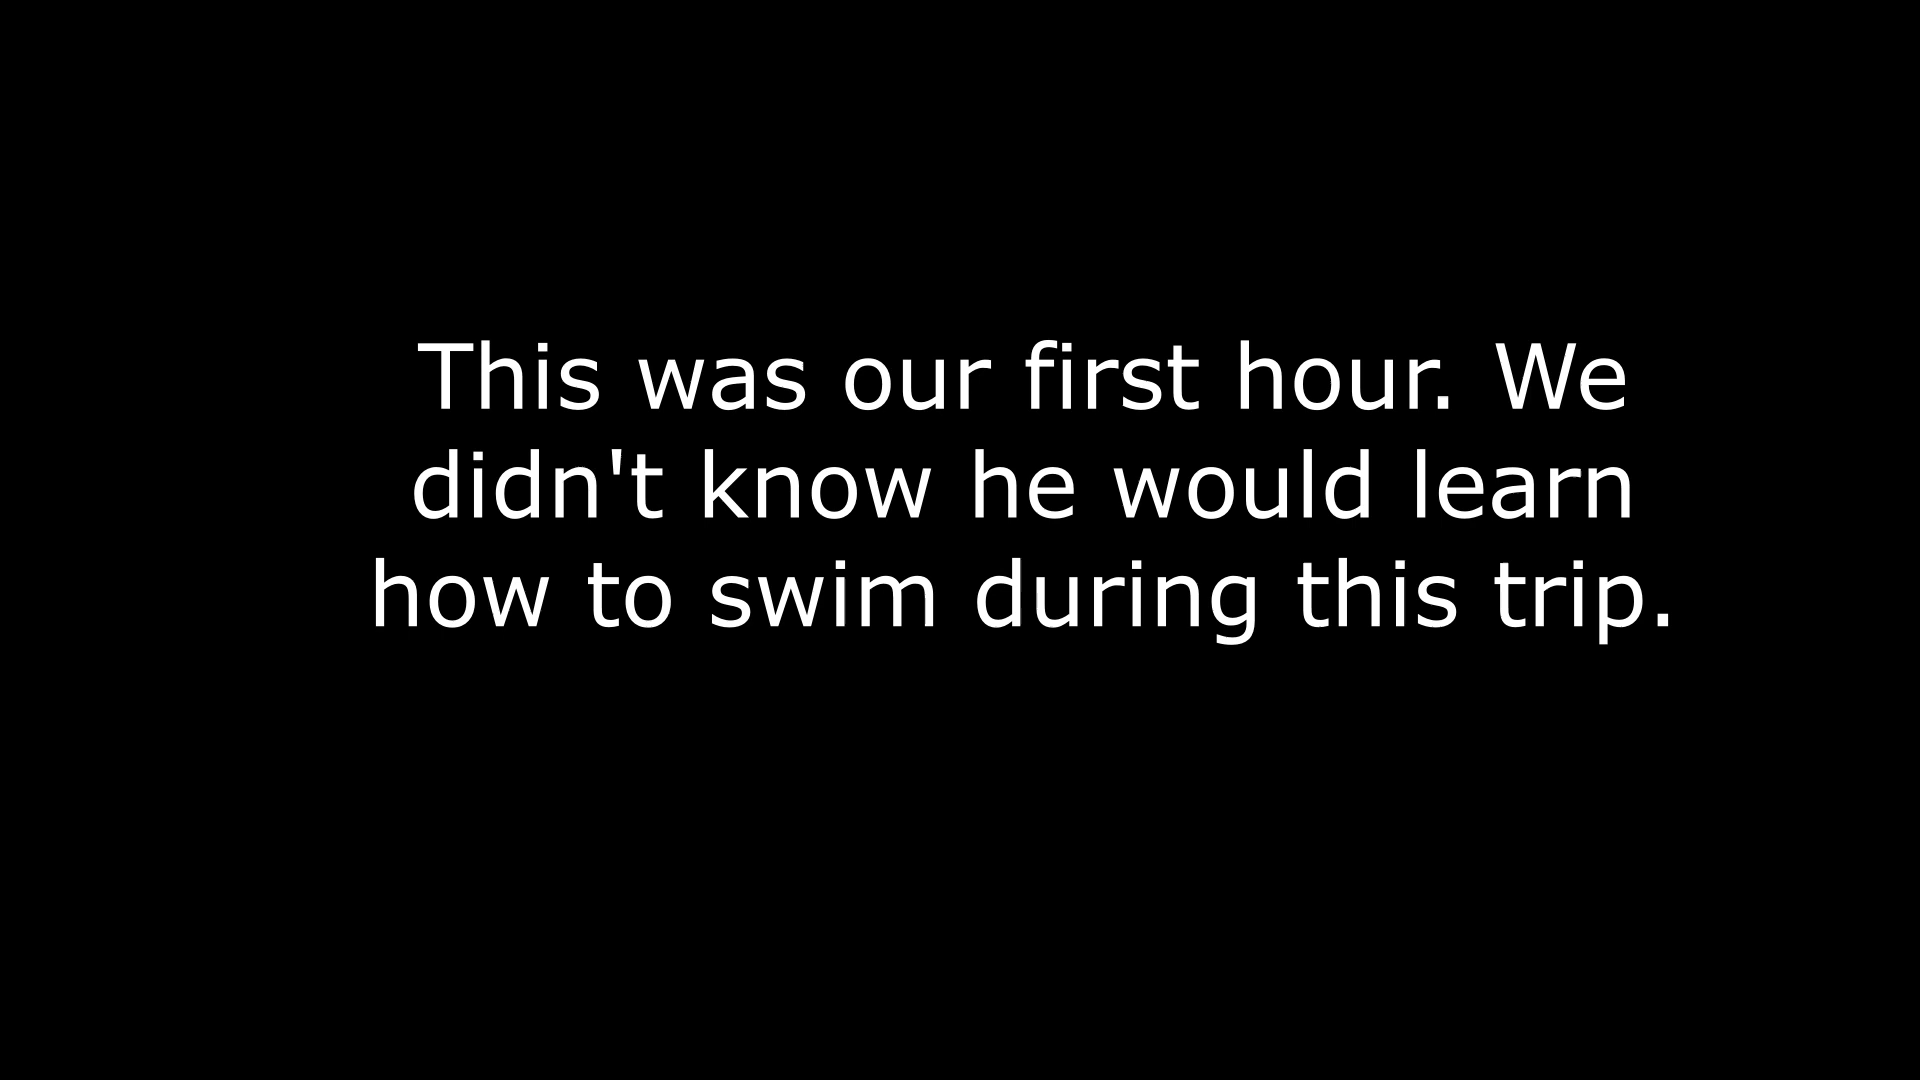 This was our first hour. We
didn't know he would learn
how to swim during this trip.